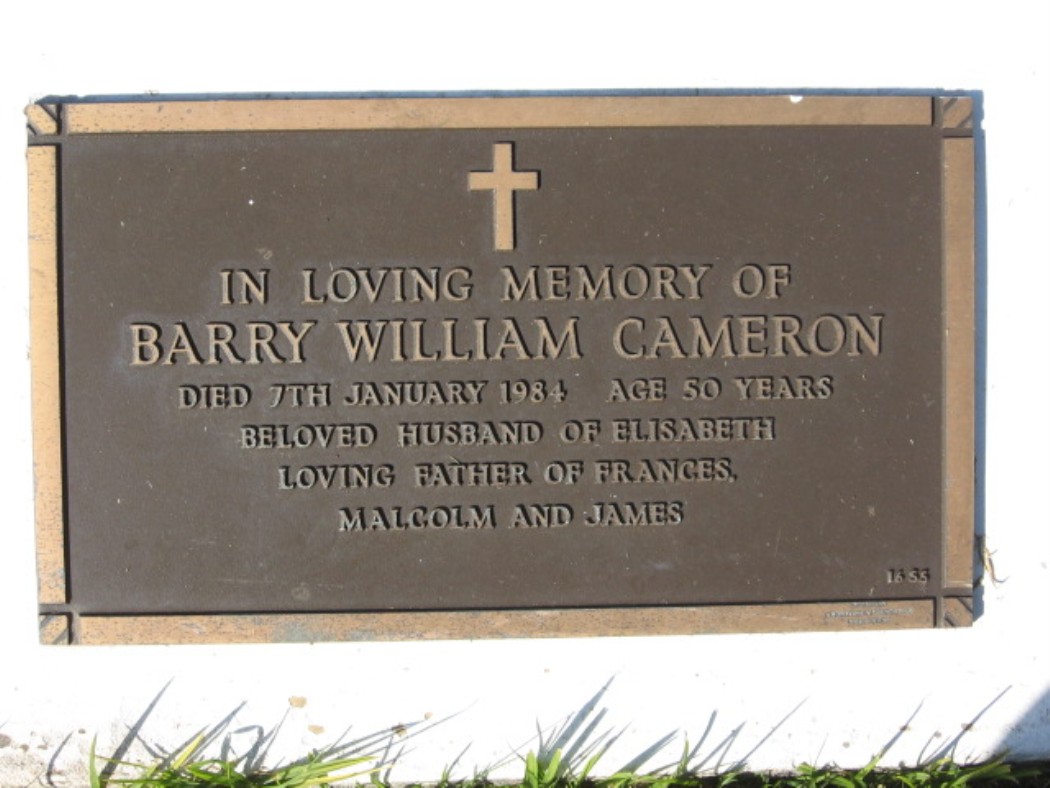 IN LOVING MEMORY OF
BARRY WILLIAM CAMERON
DIED 7TH JANUARY 1984 AGE 50 YEARS
BELOVED HUSBAND OF ELISABETH
LOVING FATHER OF FRANCES,
MALCOLM AND JAMES